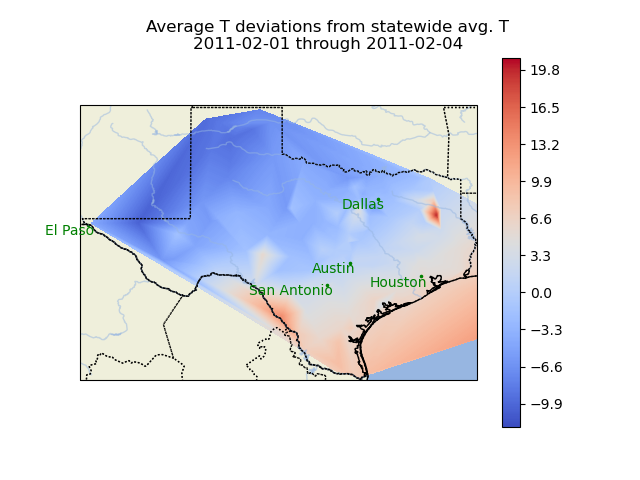 Average T deviations from statewide avg. T
2011-02-01 through 2011-02-04
19.8
16.5
13.2
9.9
6.6
3.3
0.0
−3.3
−6.6
−9.9
Dallas
El Paso
Austin
Houston
San Antonio